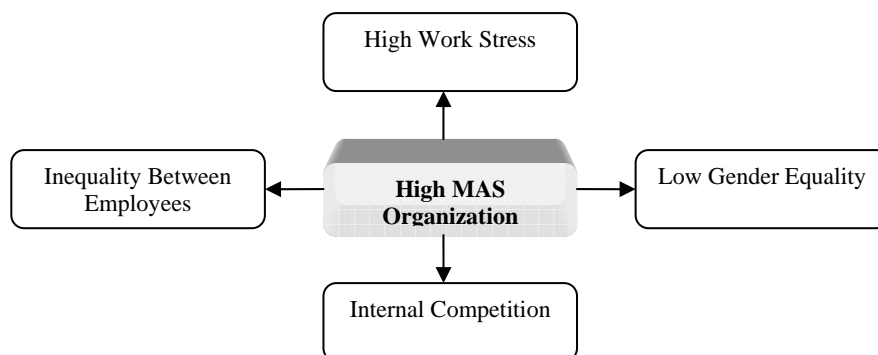 High Work Stress
Inequality Between
Employees
High MAS
Organization
Low Gender Equality
Internal Competition